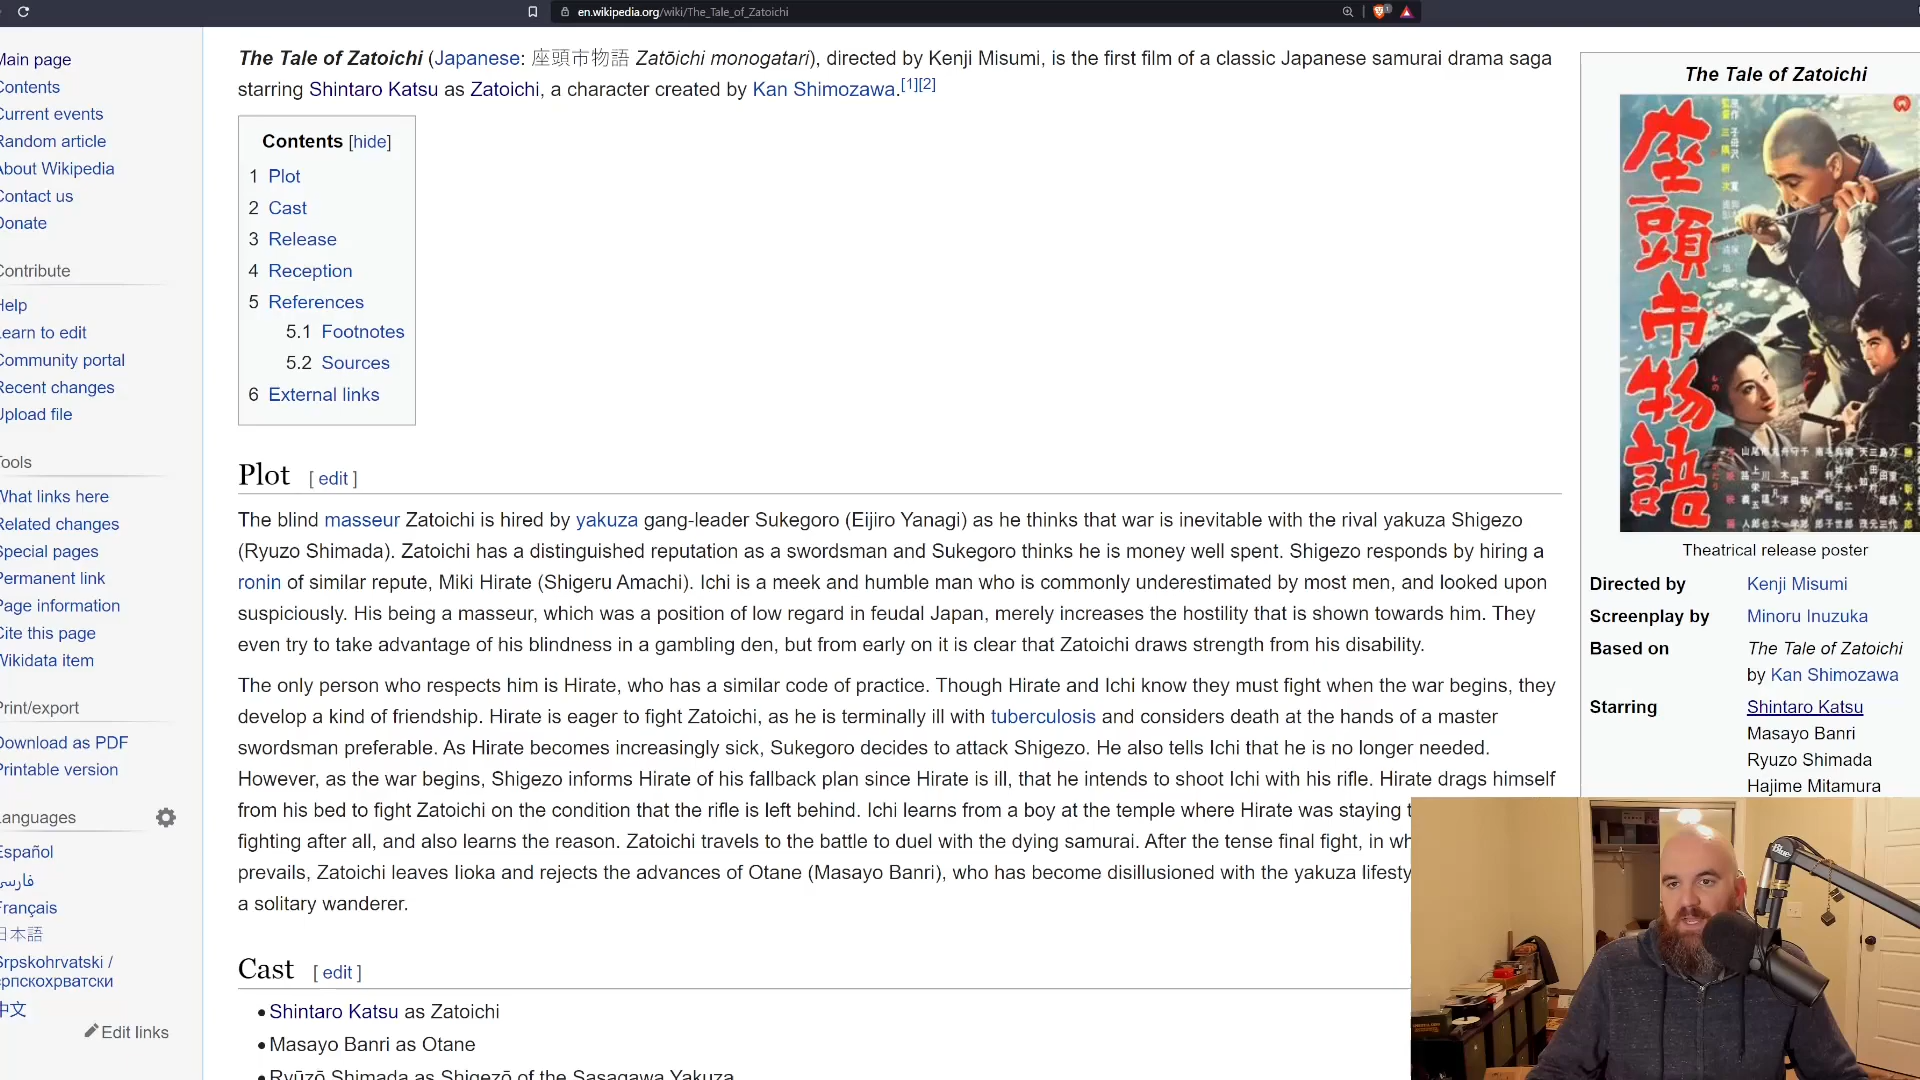 en.wikipedia.org/wiki/The_Tale_of_Zatoichi
Main page
Contents
Current events
Random article
About Wikipedia
Contact us
Donate
Contribute
Help
Learn to edit
Community portal
Recent changes
Upload file
Tools
What links here
Related changes
Special pages
Permanent link
Page information
Cite this page
Wikidata item
Print/export
Download as PDF
Printable version
Languages
Español
فارسی
Français
日本語
Srpskohrvatski /
српскохрватски
中文
Edit links
The Tale of Zatoichi (Japanese: 座頭市物語 Zatōichi monogatari), directed by Kenji Misumi, is the first film of a classic Japanese samurai drama saga
starring Shintaro Katsu as Zatoichi, a character created by Kan Shimozawa.[1][2]
Contents [hide]
1 Plot
2 Cast
3 Release
4 Reception
5 References
5.1 Footnotes
5.2 Sources
6 External links
Plot [ edit ]
The blind masseur Zatoichi is hired by yakuza gang-leader Sukegoro (Eijiro Yanagi) as he thinks that war is inevitable with the rival yakuza Shigezo
(Ryuzo Shimada). Zatoichi has a distinguished reputation as a swordsman and Sukegoro thinks he is money well spent. Shigezo responds by hiring a
ronin of similar repute, Miki Hirate (Shigeru Amachi). Ichi is a meek and humble man who is commonly underestimated by most men, and looked upon
suspiciously. His being a masseur, which was a position of low regard in feudal Japan, merely increases the hostility that is shown towards him. They
even try to take advantage of his blindness in a gambling den, but from early on it is clear that Zatoichi draws strength from his disability.
The only person who respects him is Hirate, who has a similar code of practice. Though Hirate and Ichi know they must fight when the war begins, they
develop a kind of friendship. Hirate is eager to fight Zatoichi, as he is terminally ill with tuberculosis and considers death at the hands of a master
swordsman preferable. As Hirate becomes increasingly sick, Sukegoro decides to attack Shigezo. He also tells Ichi that he is no longer needed.
However, as the war begins, Shigezo informs Hirate of his fallback plan since Hirate is ill, that he intends to shoot Ichi with his rifle. Hirate drags himself
from his bed to fight Zatoichi on the condition that the rifle is left behind. Ichi learns from a boy at the temple where Hirate was staying
fighting after all, and also learns the reason. Zatoichi travels to the battle to duel with the dying samurai. After the tense final fight, in
prevails, Zatoichi leaves Iioka and rejects the advances of Otane (Masayo Banri), who has become disillusioned with the yakuza
a solitary wanderer.
Cast [ edit ]
• Shintaro Katsu as Zatoichi
• Masayo Banri as Otane
• Ryūzō Shimada as Shigezō of the Sasagawa Yakuza
The Tale of Zatoichi
座頭市物語
Theatrical release poster
Directed by Kenji Misumi
Screenplay by Minoru Inuzuka
Based on The Tale of Zatoichi
by Kan Shimozawa
Starring Shintaro Katsu
Masayo Banri
Ryuzo Shimada
Hajime Mitamura
Blue